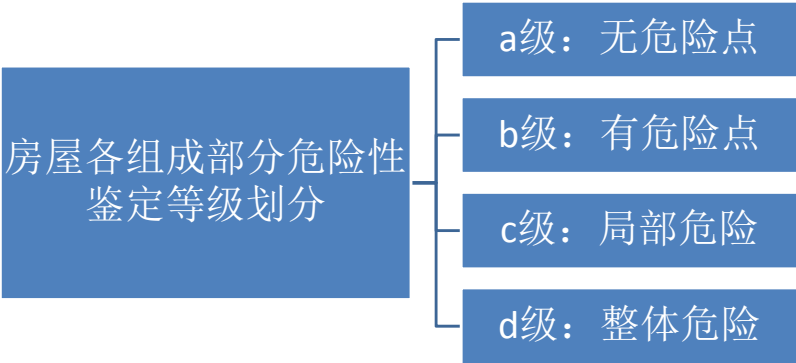 房屋各组成部分危险性
鉴定等级划分
a级：无危险点
b级：有危险点
c级：局部危险
d级：整体危险